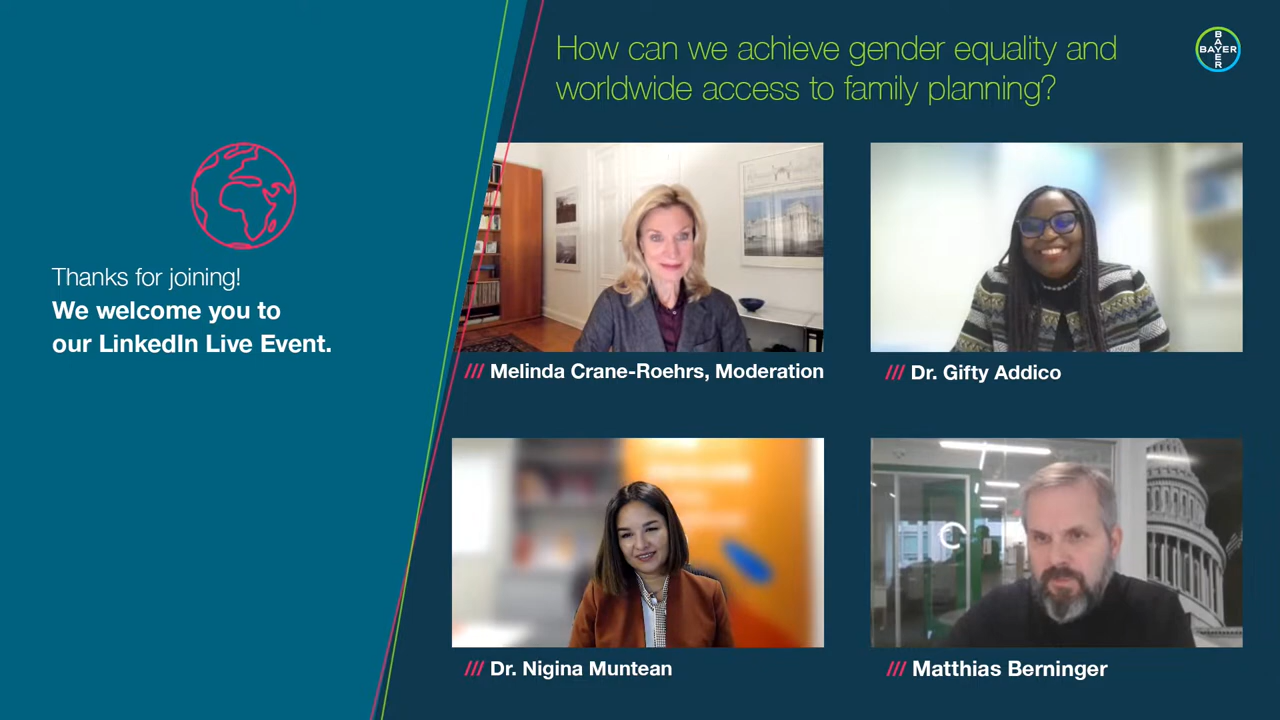 How can we achieve gender equality and
worldwide access to family planning?
BAYER
BAYER
Thanks for joining!
We welcome you to
our LinkedIn Live Event.
/// Melinda Crane-Roehrs, Moderation
/// Dr. Gifty Addico
/// Dr. Nigina Muntean
/// Matthias Berninger